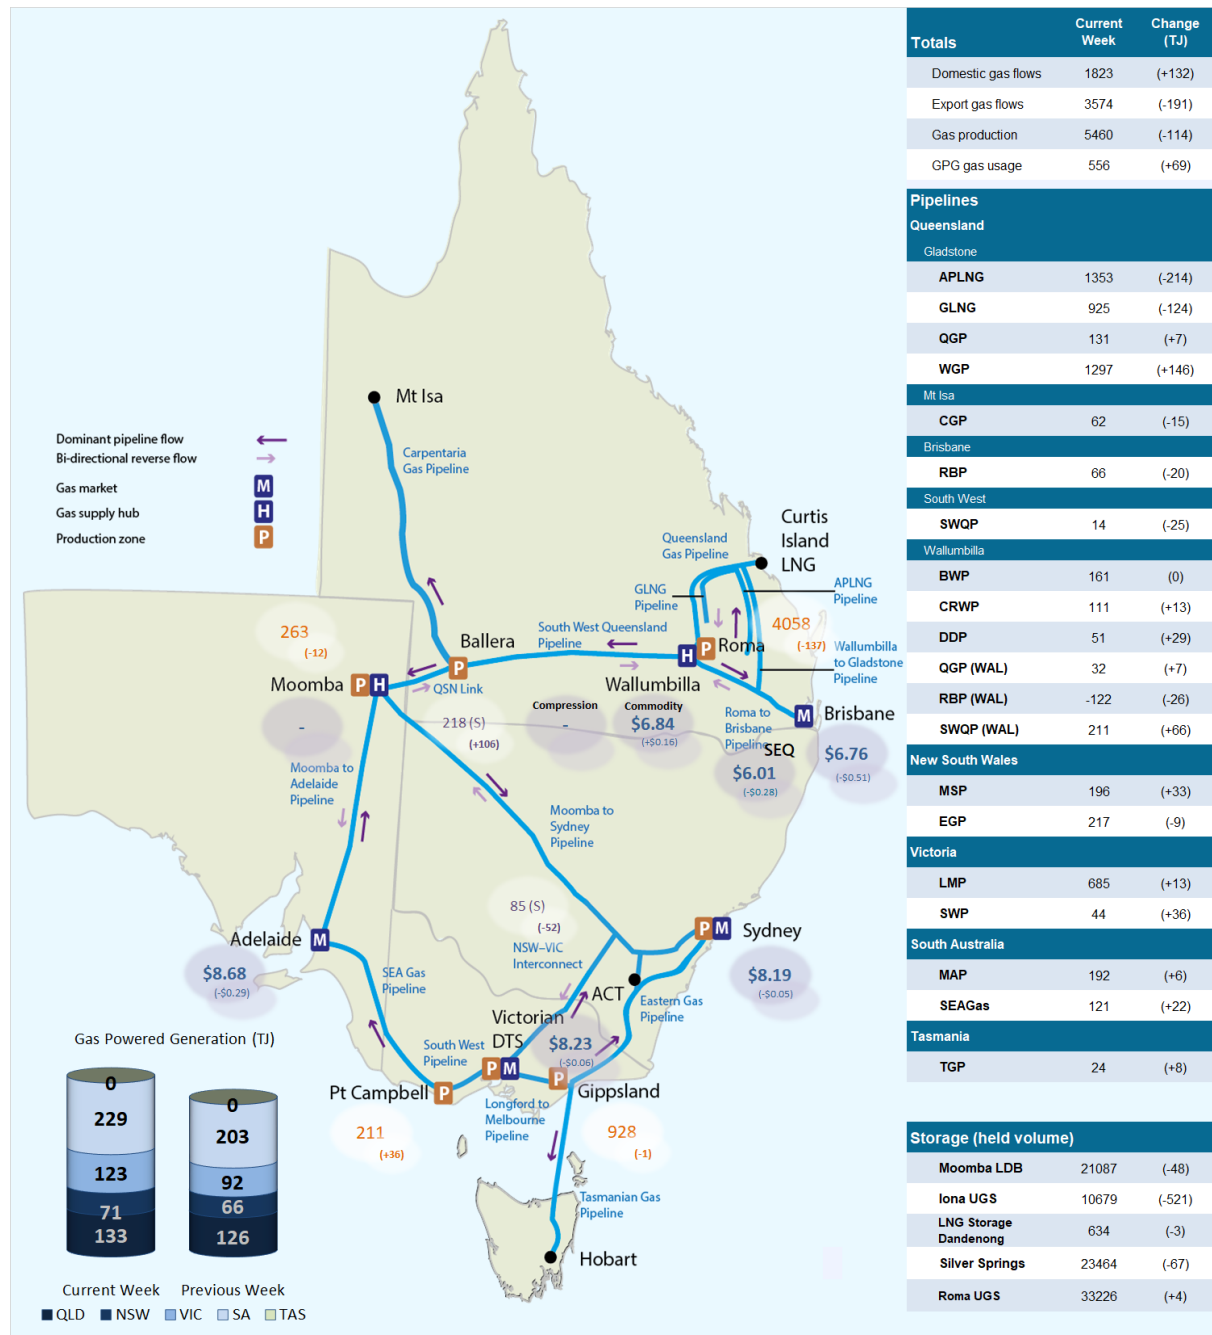 Mt Isa
Dominant pipeline flow
Bi-directional reverse flow
Gas market
M
Gas supply hub
H
Production zone
P
Carpentaria
Gas Pipeline
Curtis
Island
LNG
Queensland
Gas Pipeline
GLNG
Pipeline
APLNG
Pipeline
263
(-12)
Ballera
South West Queensland
Pipeline
4058
(-137)
H
P
Roma
Wallumbilla
to Gladstone
Pipeline
P
Moomba
P
H
QSN Link
Wallumbilla
Compression
-
Commodity
$6.84
(+$0.16)
Roma to
Brisbane
Pipeline
M
Brisbane
-
218 (S)
(+106)
SEQ
$6.01
(-$0.28)
$6.76
(-$0.51)
Moomba to
Adelaide
Pipeline
Moomba to
Sydney
Pipeline
85 (S)
(-52)
NSW–VIC
Interconnect
P
M
Sydney
Adelaide
M
$8.68
(-$0.29)
SEA Gas
Pipeline
$8.19
(-$0.05)
ACT
Eastern Gas
Pipeline
Victorian
DTS
$8.23
(-$0.06)
South West
Pipeline
P
M
P
Gippsland
Pt Campbell
P
Longford to
Melbourne
Pipeline
211
(+36)
928
(-1)
Tasmanian Gas
Pipeline
Hobart
Gas Powered Generation (TJ)
0
229
123
71
133
0
203
92
66
126
Current Week
Previous Week
QLD NSW VIC SA TAS
Totals Current Week Change (TJ)
Domestic gas flows 1823 (+132)
Export gas flows 3574 (-191)
Gas production 5460 (-114)
GPG gas usage 556 (+69)
Pipelines
Queensland
Gladstone
APLNG 1353 (-214)
GLNG 925 (-124)
QGP 131 (+7)
WGP 1297 (+146)
Mt Isa
CGP 62 (-15)
Brisbane
RBP 66 (-20)
South West
SWQP 14 (-25)
Wallumbilla
BWP 161 (0)
CRWP 111 (+13)
DDP 51 (+29)
QGP (WAL) 32 (+7)
RBP (WAL) -122 (-26)
SWQP (WAL) 211 (+66)
New South Wales
MSP 196 (+33)
EGP 217 (-9)
Victoria
LMP 685 (+13)
SWP 44 (+36)
South Australia
MAP 192 (+6)
SEAGas 121 (+22)
Tasmania
TGP 24 (+8)
Storage (held volume)
Moomba LDB 21087 (-48)
Iona UGS 10679 (-521)
LNG Storage
Dandenong 634 (-3)
Silver Springs 23464 (-67)
Roma UGS 33226 (+4)